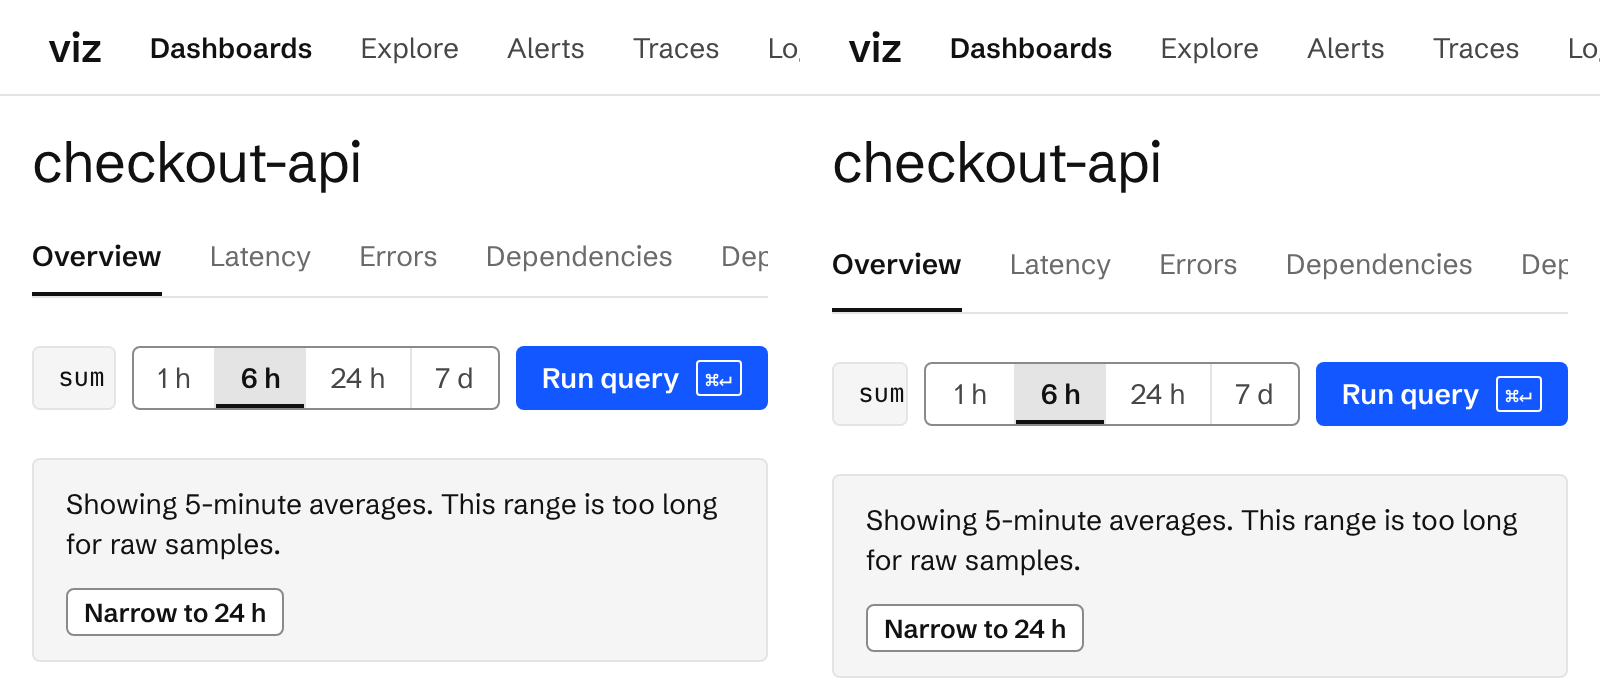 viz Dashboards Explore Alerts Traces
checkout-api
Overview Latency Errors Dependencies
sum 1 h 6 h 24 h 7 d Run query ⌘↵
Showing 5-minute averages. This range is too long
for raw samples.
Narrow to 24 h
viz Dashboards Explore Alerts Traces
checkout-api
Overview Latency Errors Dependencies
sum 1 h 6 h 24 h 7 d Run query ⌘↵
Showing 5-minute averages. This range is too long
for raw samples.
Narrow to 24 h